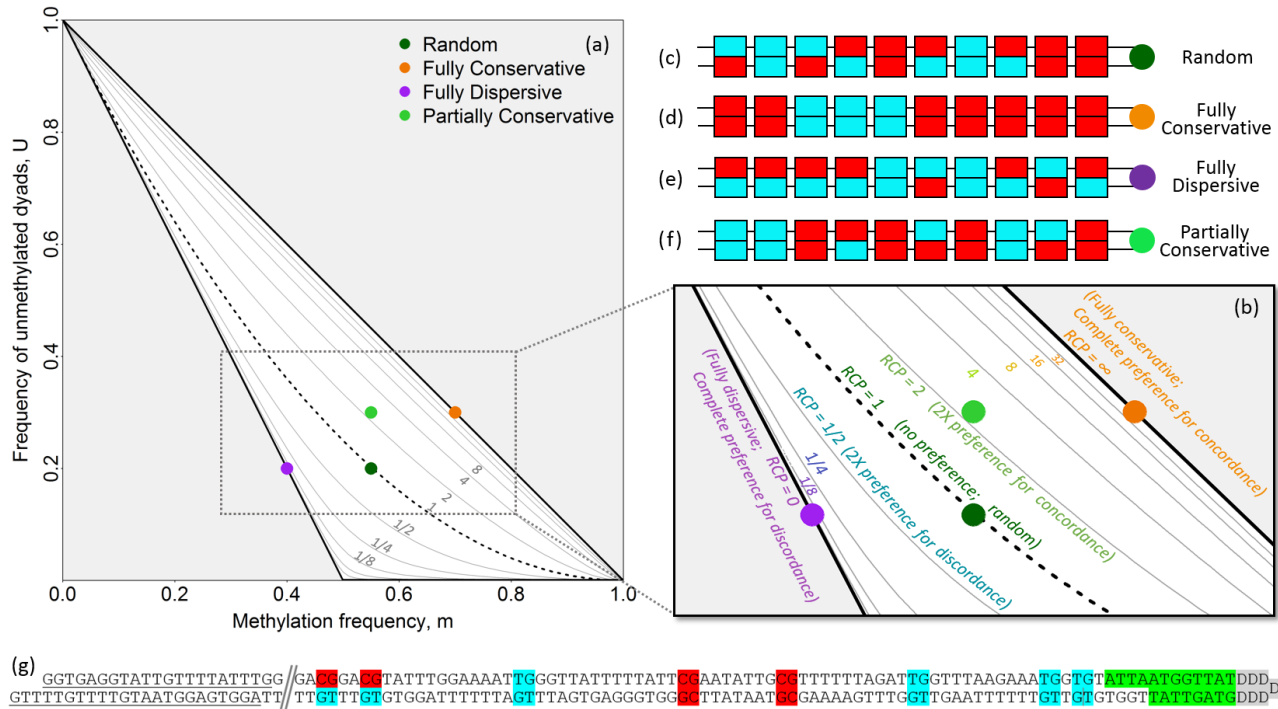 Frequency of unmethylated dyads, U
1.0
0.8
0.6
0.4
0.2
0.0
0.2
0.4
0.6
0.8
1.0
Methylation frequency, m
(a)
Random
Fully Conservative
Fully Dispersive
Partially Conservative
8
4
2
1
1/2
1/4
1/8
(c)
Random
(d)
Fully
Conservative
(e)
Fully
Dispersive
(f)
Partially
Conservative
(b)
(Fully dispersive; RCP = 0
Complete preference for discordance)
1/8
1/4
RCP = 1/2 (2X preference for discordance)
RCP = 1 (no preference; random)
RCP = 2 (2X preference for concordance)
4
8
16
32
(Fully conservative;
Complete preference for concordance)
RCP = ∞
(g)
GGTGAGGTATTGTTTTATTTGG // GACGGACGTATTTGGAAAATTGGGTTATTTTTATTCGAATATTGCGTTTTTTAGATTGGTTTAAGAAATGGTGTATTAATGGTTATDDD
GTTTTGTTTTGTAATGGAGTGGAT // TTGTTTGTGTGGATTTTTTAGTTTAGTGAGGGTGGGCTTATAATGCGAAAAGTTTGGTTGAATTTTTTGTTGTGTGGTTATTGATGDDD
D